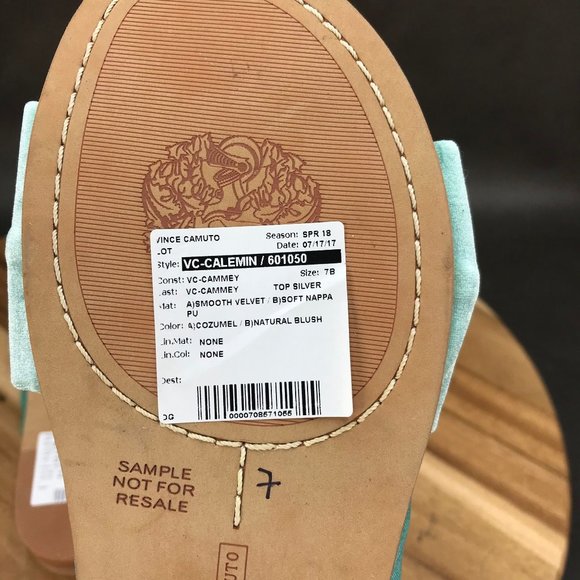 VINCE CAMUTO Season: SPR 18
LOT Date: 07/17/17
Style: VC-CALEMIN / 601050
Const: VC-CAMMEY Size: 7B
Last: VC-CAMMEY TOP SILVER
Mat: A)SMOOTH VELVET / B)SOFT NAPPA
PU
Color: A)COZUMEL / B)NATURAL BLUSH
Lin.Mat: NONE
Lin.Col: NONE
Dest:
OG
0000708571055
SAMPLE
NOT FOR
RESALE
7
UTO